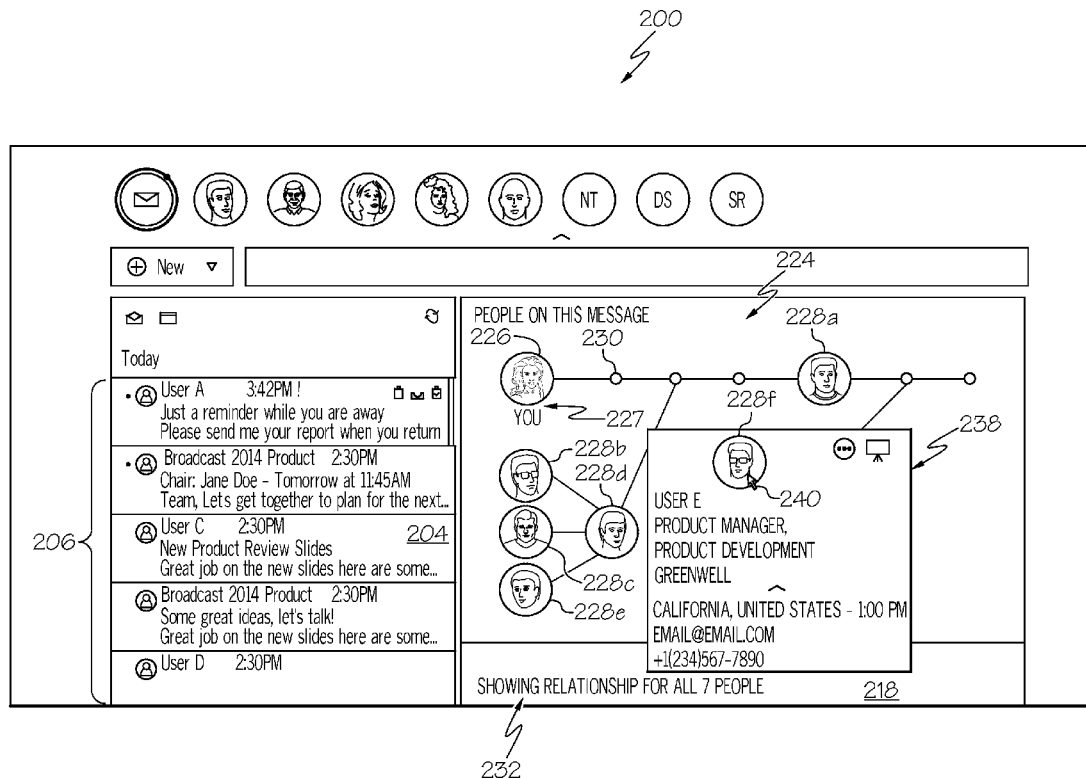 200
NT DS SR
New
224
Today
PEOPLE ON THIS MESSAGE
226 230 228a
YOU 227 228f
238
228b
228d
228c
228e
240
206
User A 3:42PM !
Just a reminder while you are away
Please send me your report when you return
Broadcast 2014 Product 2:30PM
Chair: Jane Doe - Tomorrow at 11:45AM
Team, Let's get together to plan for the next...
User C 2:30PM
204
New Product Review Slides
Great job on the new slides here are some...
Broadcast 2014 Product 2:30PM
Some great ideas, let's talk!
Great job on the new slides here are some...
User D 2:30PM
USER E
PRODUCT MANAGER,
PRODUCT DEVELOPMENT
GREENWELL
CALIFORNIA, UNITED STATES - 1:00 PM
EMAIL@EMAIL.COM
+1(234)567-7890
SHOWING RELATIONSHIP FOR ALL 7 PEOPLE
218
232